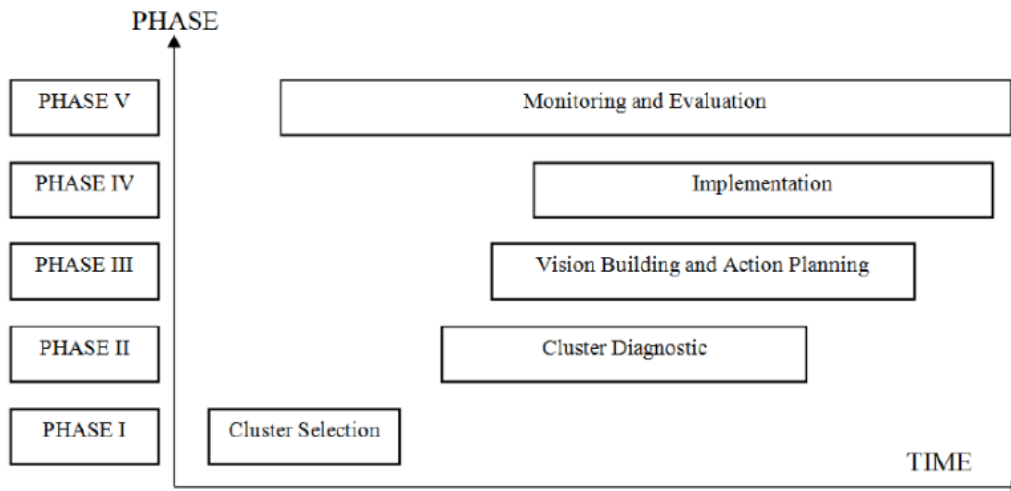 PHASE
PHASE V
Monitoring and Evaluation
PHASE IV
Implementation
PHASE III
Vision Building and Action Planning
PHASE II
Cluster Diagnostic
PHASE I
Cluster Selection
TIME